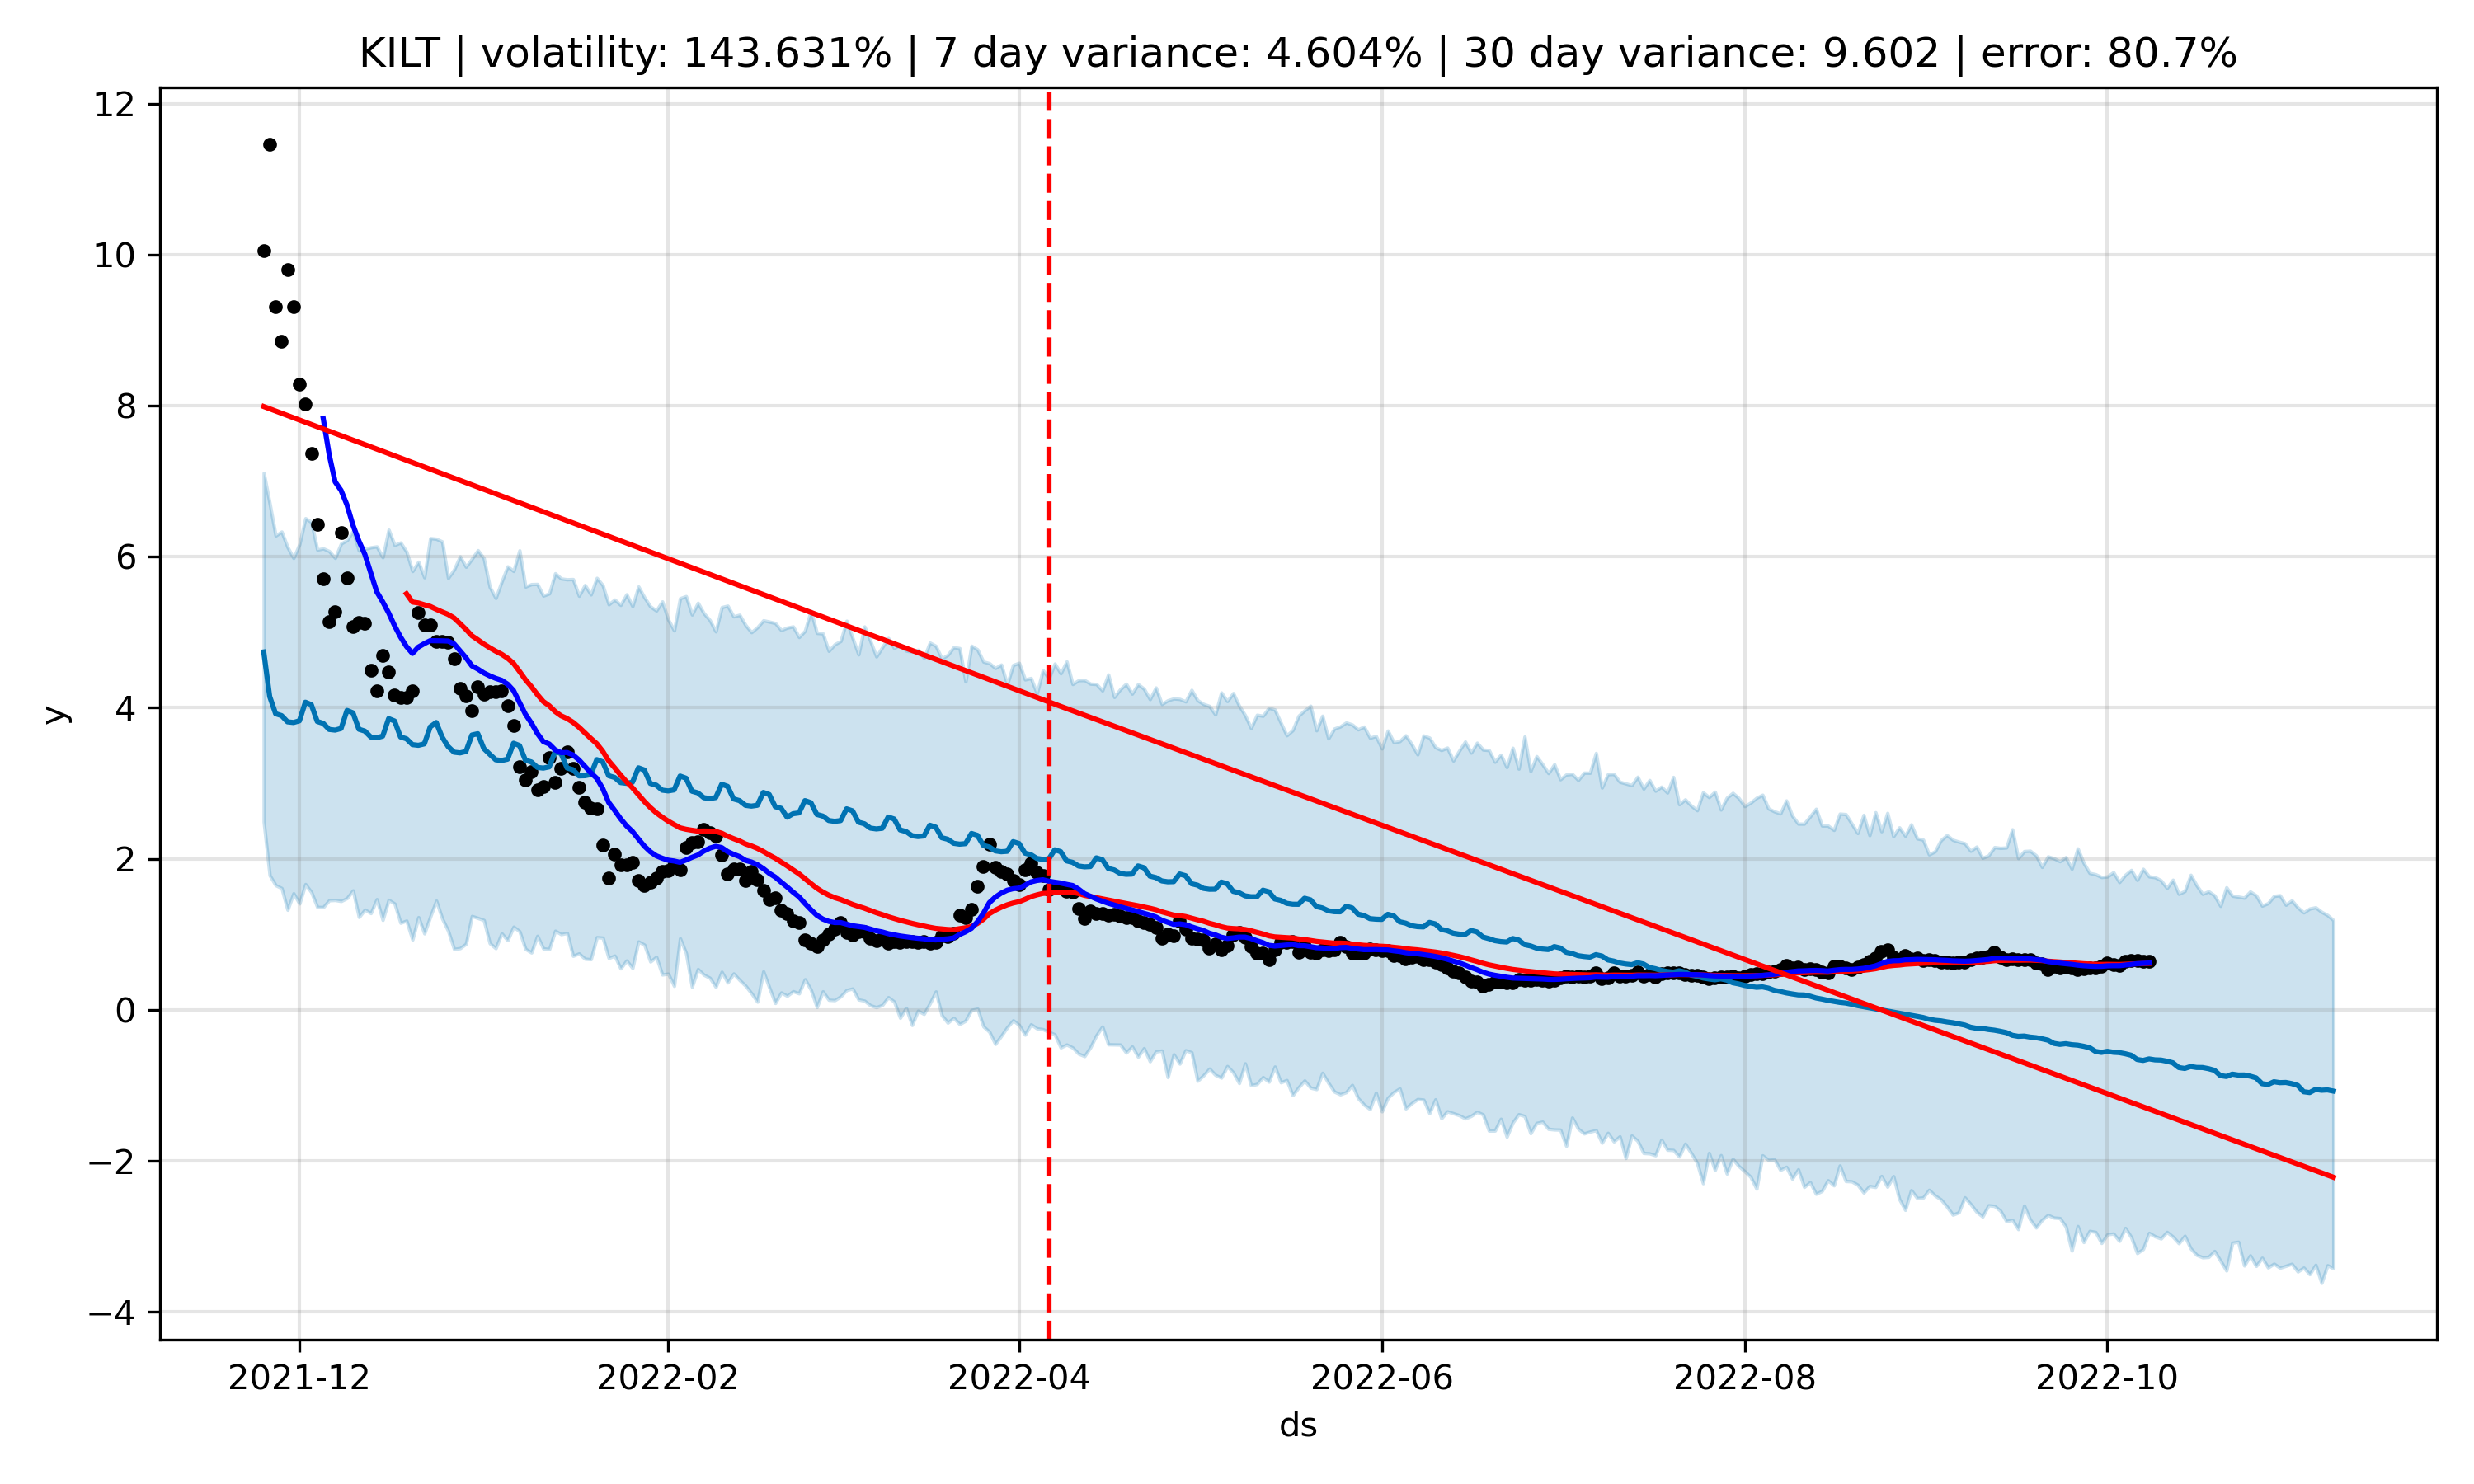 KILT | volatility: 143.631% | 7 day variance: 4.604% | 30 day variance: 9.602 | error: 80.7%
12
10
8
6
4
2
0
−2
−4
y
2021-12 2022-02 2022-04 2022-06 2022-08 2022-10
ds